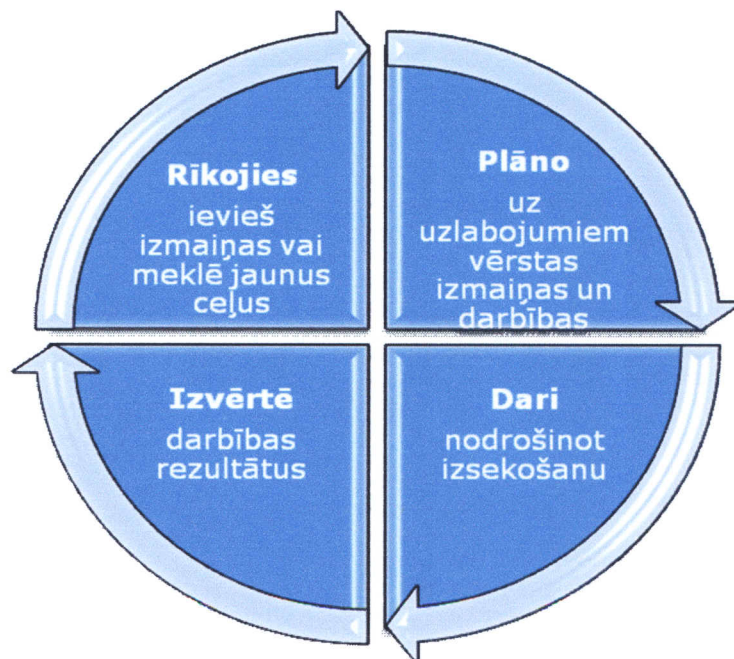 Rīkojies
ievieš
izmaiņas vai
meklē jaunus
ceļus
Plāno
uz
uzlabojumiem
vērstas
izmaiņas un
darbības
Izvērtē
darbības
rezultātus
Dari
nodrošinot
izsekošanu